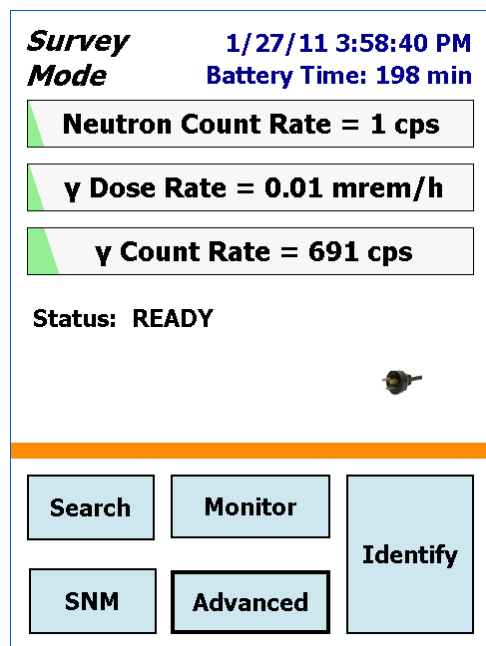 Survey Mode
1/27/11 3:58:40 PM
Battery Time: 198 min
Neutron Count Rate = 1 cps
γ Dose Rate = 0.01 mrem/h
γ Count Rate = 691 cps
Status: READY
Search
Monitor
Identify
SNM
Advanced